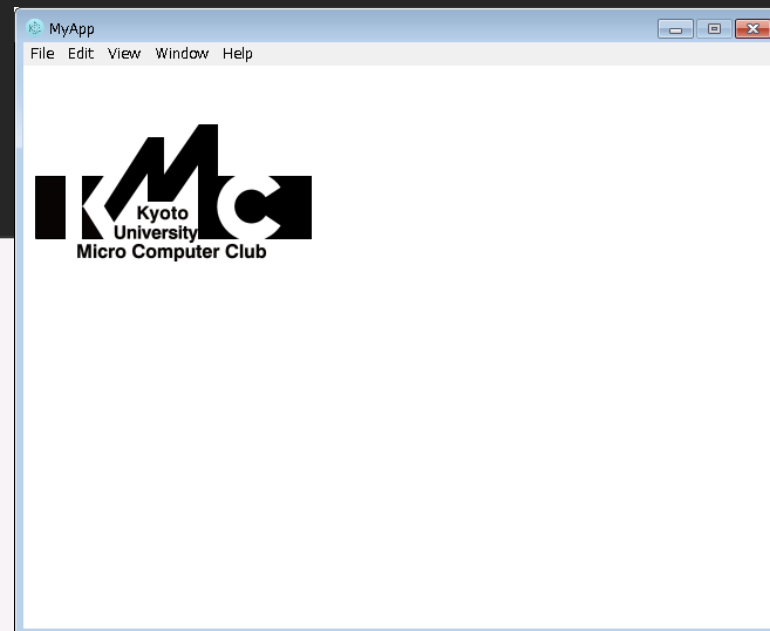 MyApp
File Edit View Window Help
KMC
Kyoto
University
Micro Computer Club